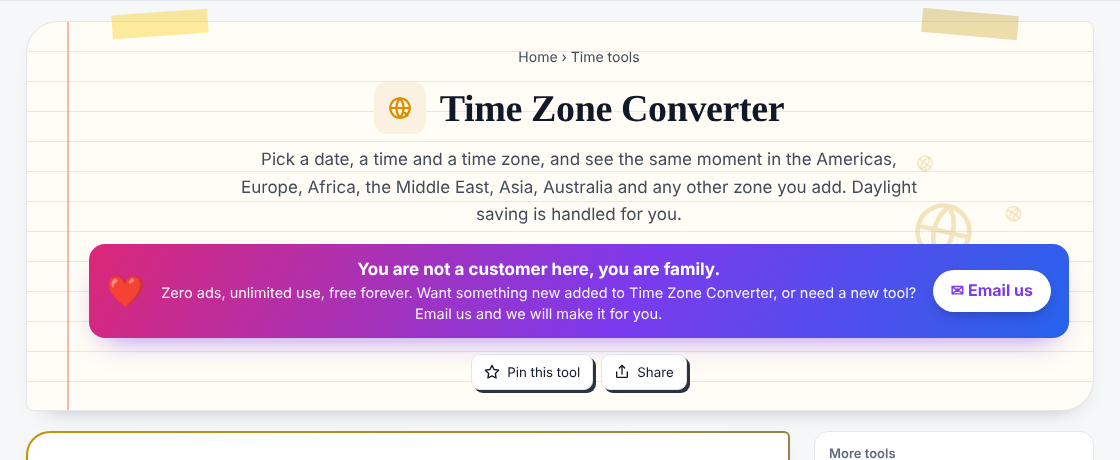 Home › Time tools
Time Zone Converter
Pick a date, a time and a time zone, and see the same moment in the Americas,
Europe, Africa, the Middle East, Asia, Australia and any other zone you add. Daylight
saving is handled for you.
You are not a customer here, you are family.
Zero ads, unlimited use, free forever. Want something new added to Time Zone Converter, or need a new tool?
Email us and we will make it for you.
✉ Email us
Pin this tool
Share
More tools